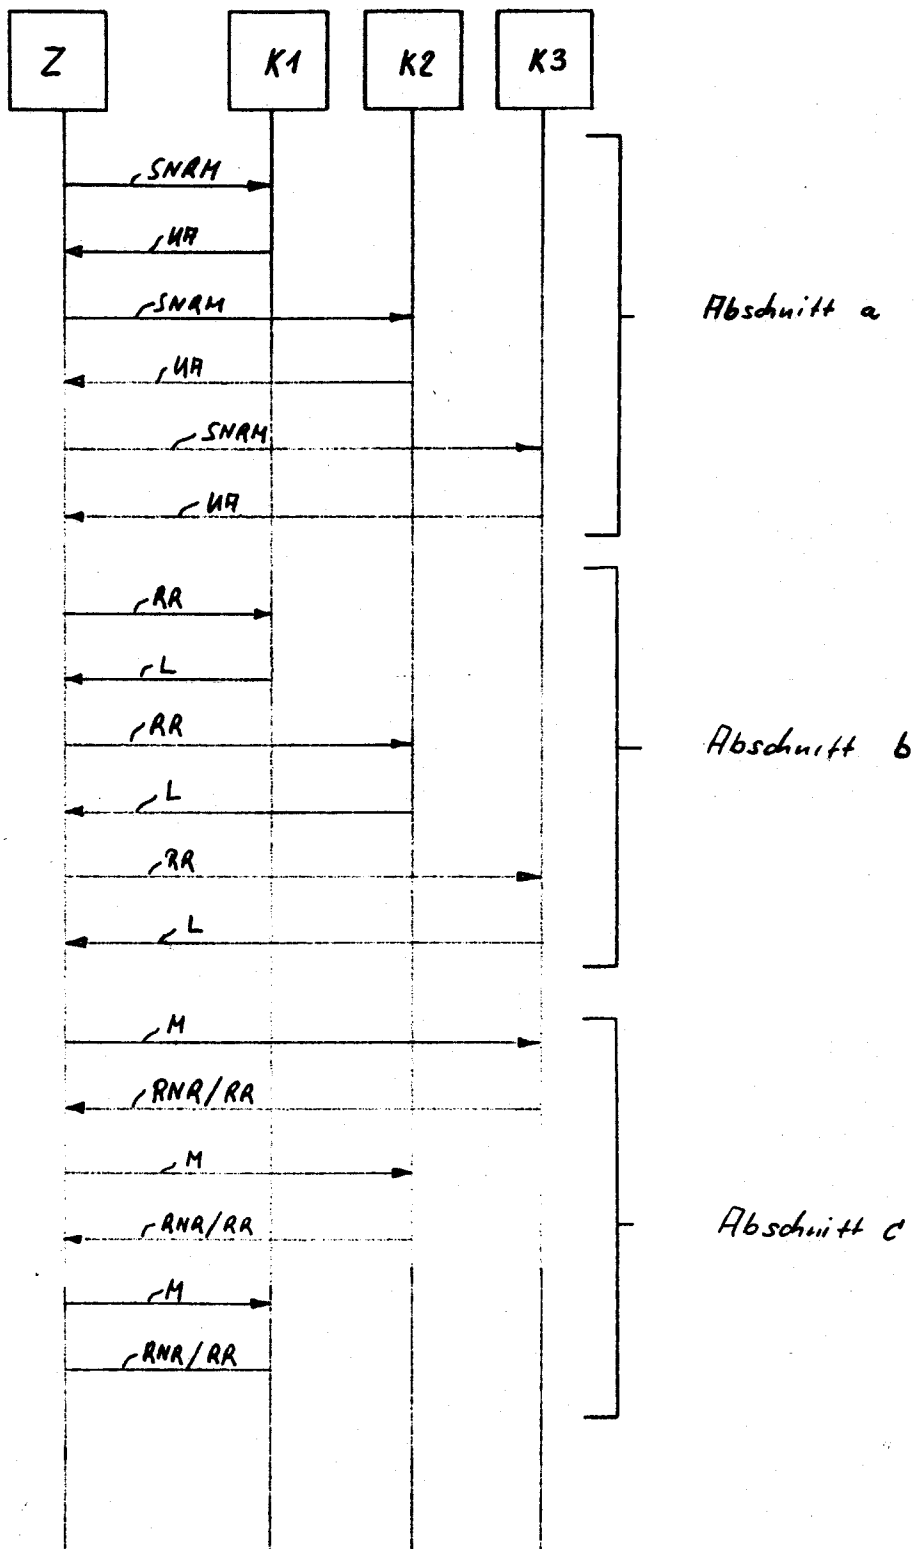 Z K1 K2 K3
SNRM
UA
SNRM
Abschnitt a
UA
SNRM
UA
RR
L
RR
Abschnitt b
L
RR
L
M
RNR/RR
M
RNR/RR
Abschnitt c
M
RNR/RR